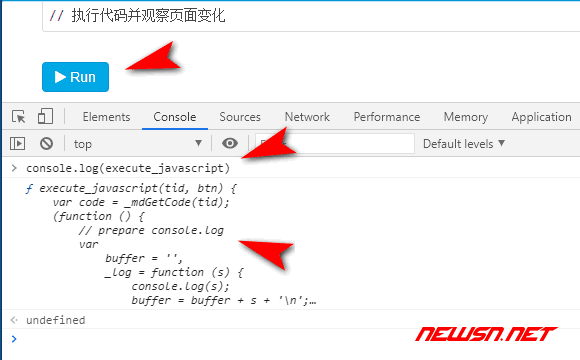 // 执行代码并观察页面变化
Run
Elements Console Sources Network Performance Memory Application
top Default levels
console.log(execute_javascript)
ƒ execute_javascript(tid, btn) {
var code = _mdGetCode(tid);
(function () {
// prepare console.log
var
buffer = '',
_log = function (s) {
console.log(s);
buffer = buffer + s + '\n';…
undefined
NEWSN.NET